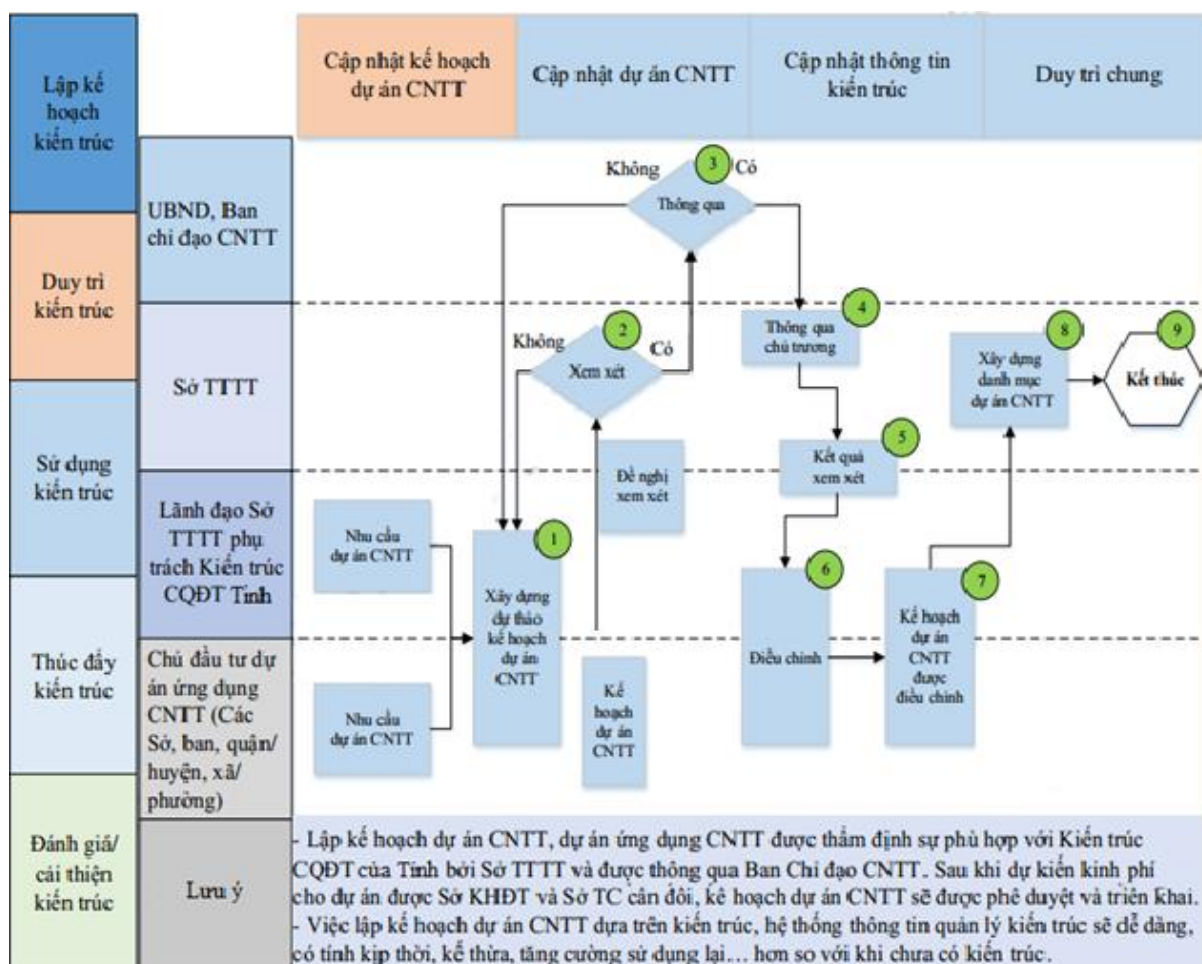 Lập kế
hoạch
kiến trúc
Duy trì
kiến trúc
Sử dụng
kiến trúc
Thúc đẩy
kiến trúc
Đánh giá/
cải thiện
kiến trúc
UBND, Ban
chỉ đạo CNTT
Sở TTTT
Lãnh đạo Sở
TTTT phụ
trách Kiến trúc
CQĐT Tỉnh
Chủ đầu tư dự
án ứng dụng
CNTT (Các
Sở, ban, quận/
huyện, xã/
phường)
Lưu ý
Cập nhật kế hoạch
dự án CNTT
Cập nhật dự án CNTT
Cập nhật thông tin
kiến trúc
Duy trì chung
Không
3
Có
Thông qua
Không
2
Có
Xem xét
4
Thông qua
chủ trương
8
Xây dựng
danh mục
dự án CNTT
9
Kết thúc
5
Kết quả
xem xét
Đề nghị
xem xét
Nhu cầu
dự án CNTT
1
Xây dựng
dự thảo
kế hoạch
dự án
CNTT
6
Điều chỉnh
7
Kế hoạch
dự án
CNTT
được
điều chỉnh
Nhu cầu
dự án CNTT
Kế
hoạch
dự án
CNTT
- Lập kế hoạch dự án CNTT, dự án ứng dụng CNTT được thẩm định sự phù hợp với Kiến trúc
CQĐT của Tỉnh bởi Sở TTTT và được thông qua Ban Chỉ đạo CNTT. Sau khi dự kiến kinh phí
cho dự án được Sở KHĐT và Sở TC cân đối, kế hoạch dự án CNTT sẽ được phê duyệt và triển khai.
- Việc lập kế hoạch dự án CNTT dựa trên kiến trúc, hệ thống thông tin quản lý kiến trúc sẽ dễ dàng,
có tính kịp thời, kế thừa, tăng cường sử dụng lại... hơn so với khi chưa có kiến trúc.